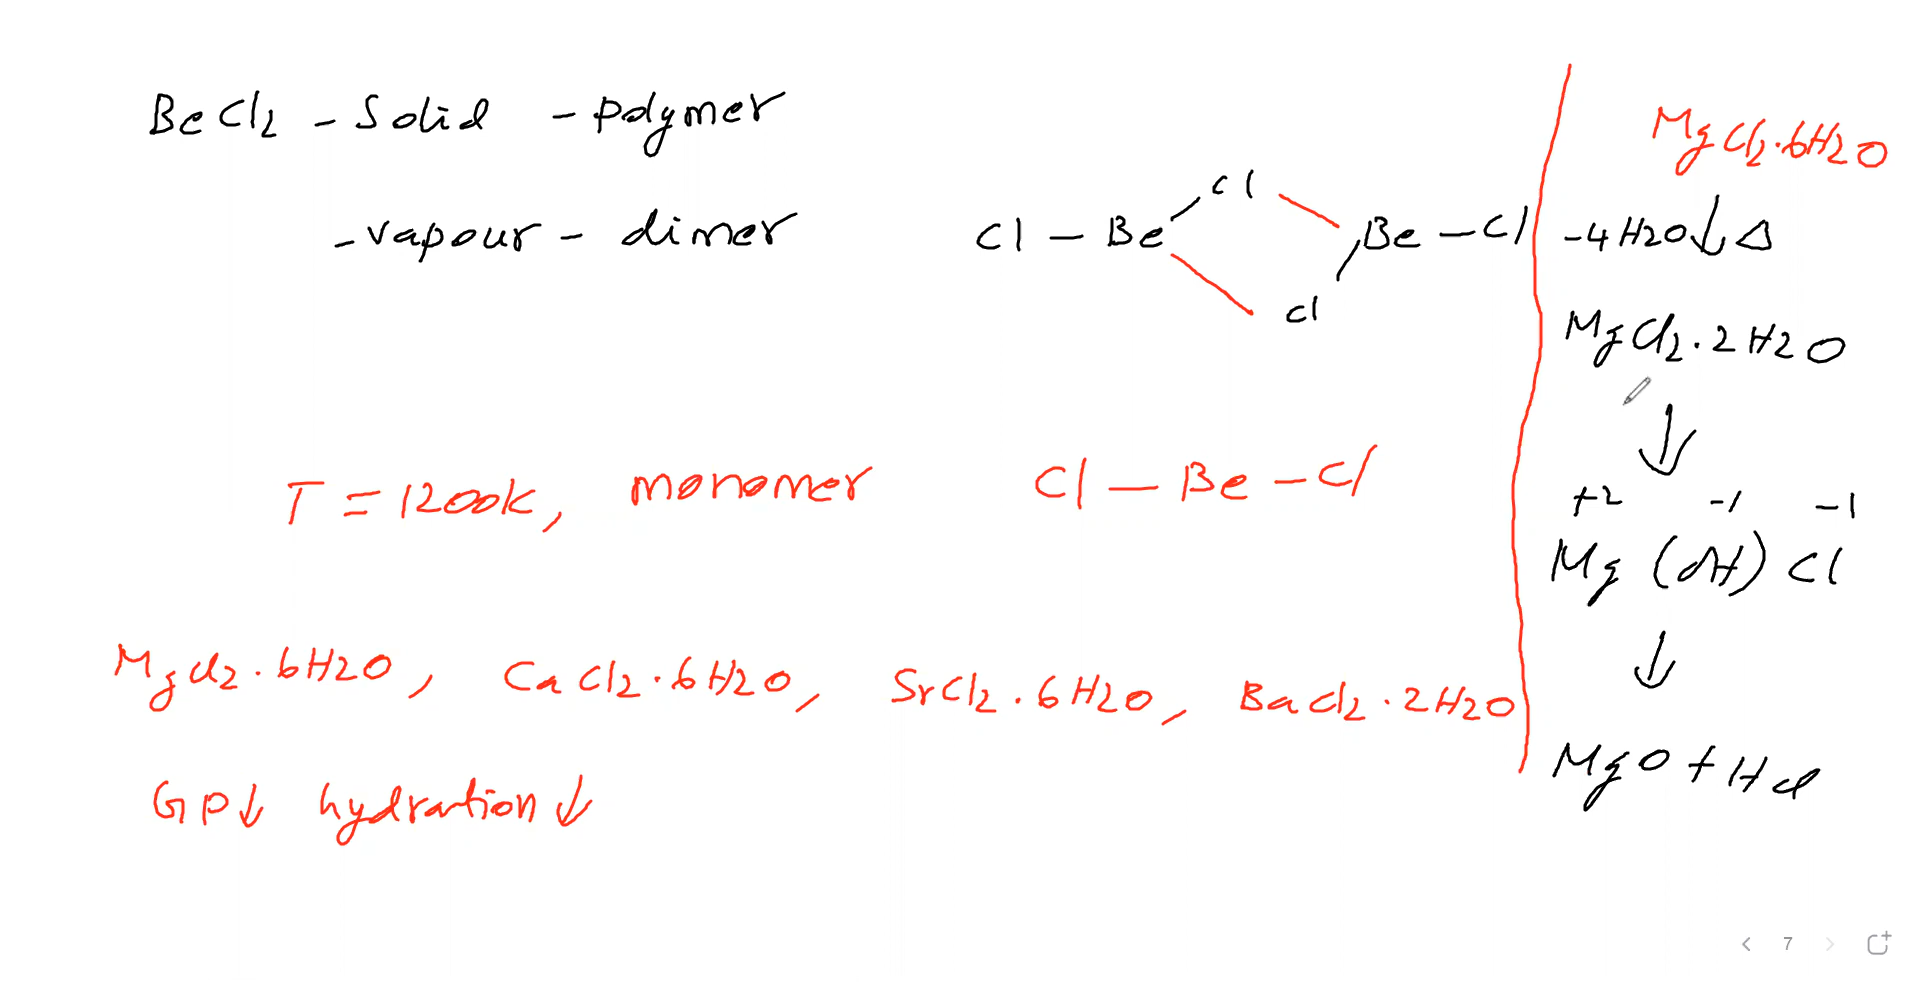 BeCl2 - Solid - polymer
- vapour - dimer
Cl - Be Cl Cl Be - Cl
T = 1200K, monomer Cl - Be - Cl
MgCl2 . 6H2O, CaCl2 . 6H2O, SrCl2 . 6H2O, BaCl2 . 2H2O
GP↓ hydration ↓
MgCl2 . 6H2O
-4H2O ↓ Δ
MgCl2 . 2H2O
↓
+2 -1 -1
Mg (OH) Cl
↓
MgO + HCl
< 7 >